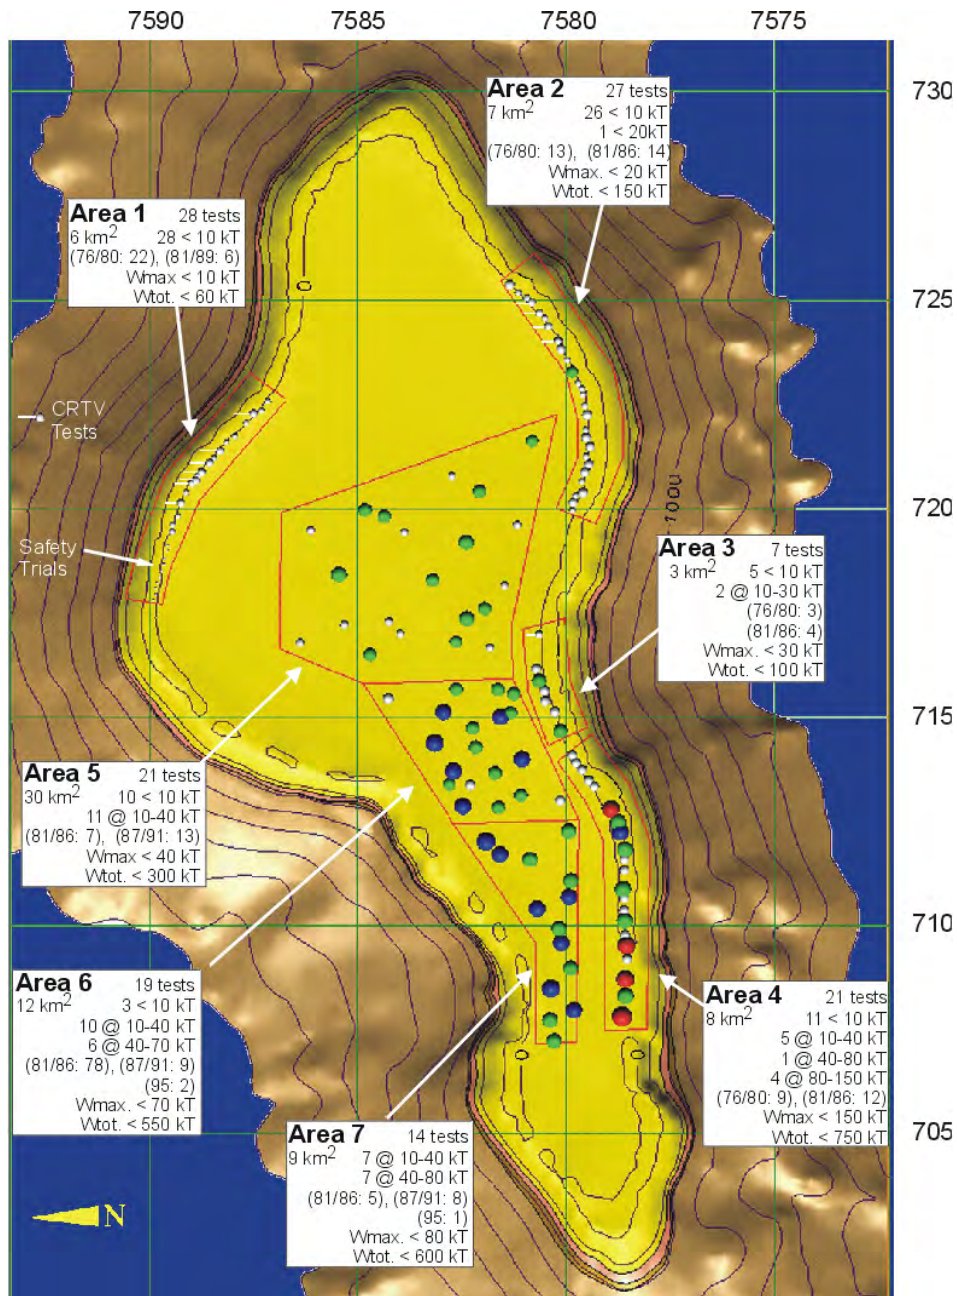 7590 7585 7580 7575
730
Area 2 27 tests
7 km2 26 < 10 kT
1 < 20kT
(76/80: 13), (81/86: 14)
Wmax. < 20 kT
Wtot. < 150 kT
Area 1 28 tests
6 km2 28 < 10 kT
(76/80: 22), (81/89: 6)
Wmax < 10 kT
Wtot. < 60 kT
0
725
CRTV
Tests
1000
720
Safety
Trials
Area 3 7 tests
3 km2 5 < 10 kT
2 @ 10-30 kT
(76/80: 3)
(81/86: 4)
Wmax. < 30 kT
Wtot. < 100 kT
715
Area 5 21 tests
30 km2 10 < 10 kT
11 @ 10-40 kT
(81/86: 7), (87/91: 13)
Wmax < 40 kT
Wtot. < 300 kT
710
Area 6 19 tests
12 km2 3 < 10 kT
10 @ 10-40 kT
6 @ 40-70 kT
(81/86: 78), (87/91: 9)
(95: 2)
Wmax. < 70 kT
Wtot. < 550 kT
Area 4 21 tests
8 km2 11 < 10 kT
5 @ 10-40 kT
1 @ 40-80 kT
4 @ 80-150 kT
(76/80: 9), (81/86: 12)
Wmax < 150 kT
Wtot. < 750 kT
0 0
705
Area 7 14 tests
9 km2 7 @ 10-40 kT
7 @ 40-80 kT
(81/86: 5), (87/91: 8)
(95: 1)
Wmax < 80 kT
Wtot. < 600 kT
N